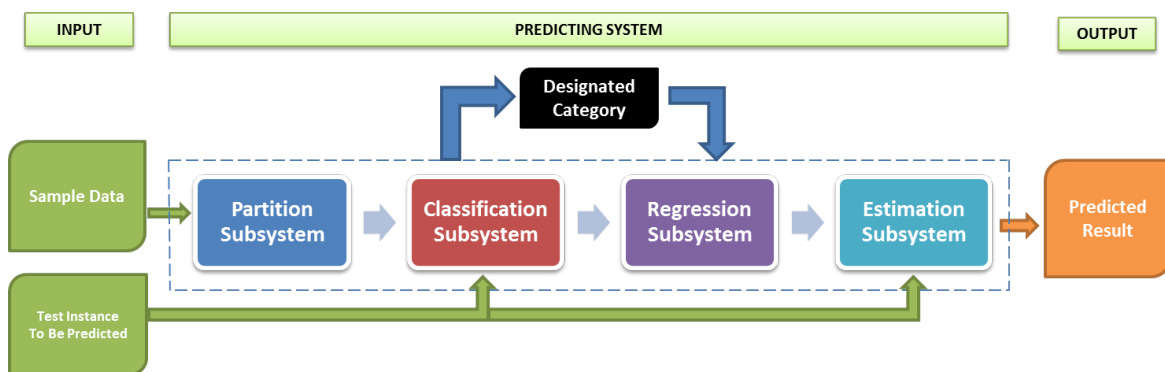 INPUT
PREDICTING SYSTEM
OUTPUT
Designated
Category
Sample Data
Partition
Subsystem
Classification
Subsystem
Regression
Subsystem
Estimation
Subsystem
Predicted
Result
Test Instance
To Be Predicted